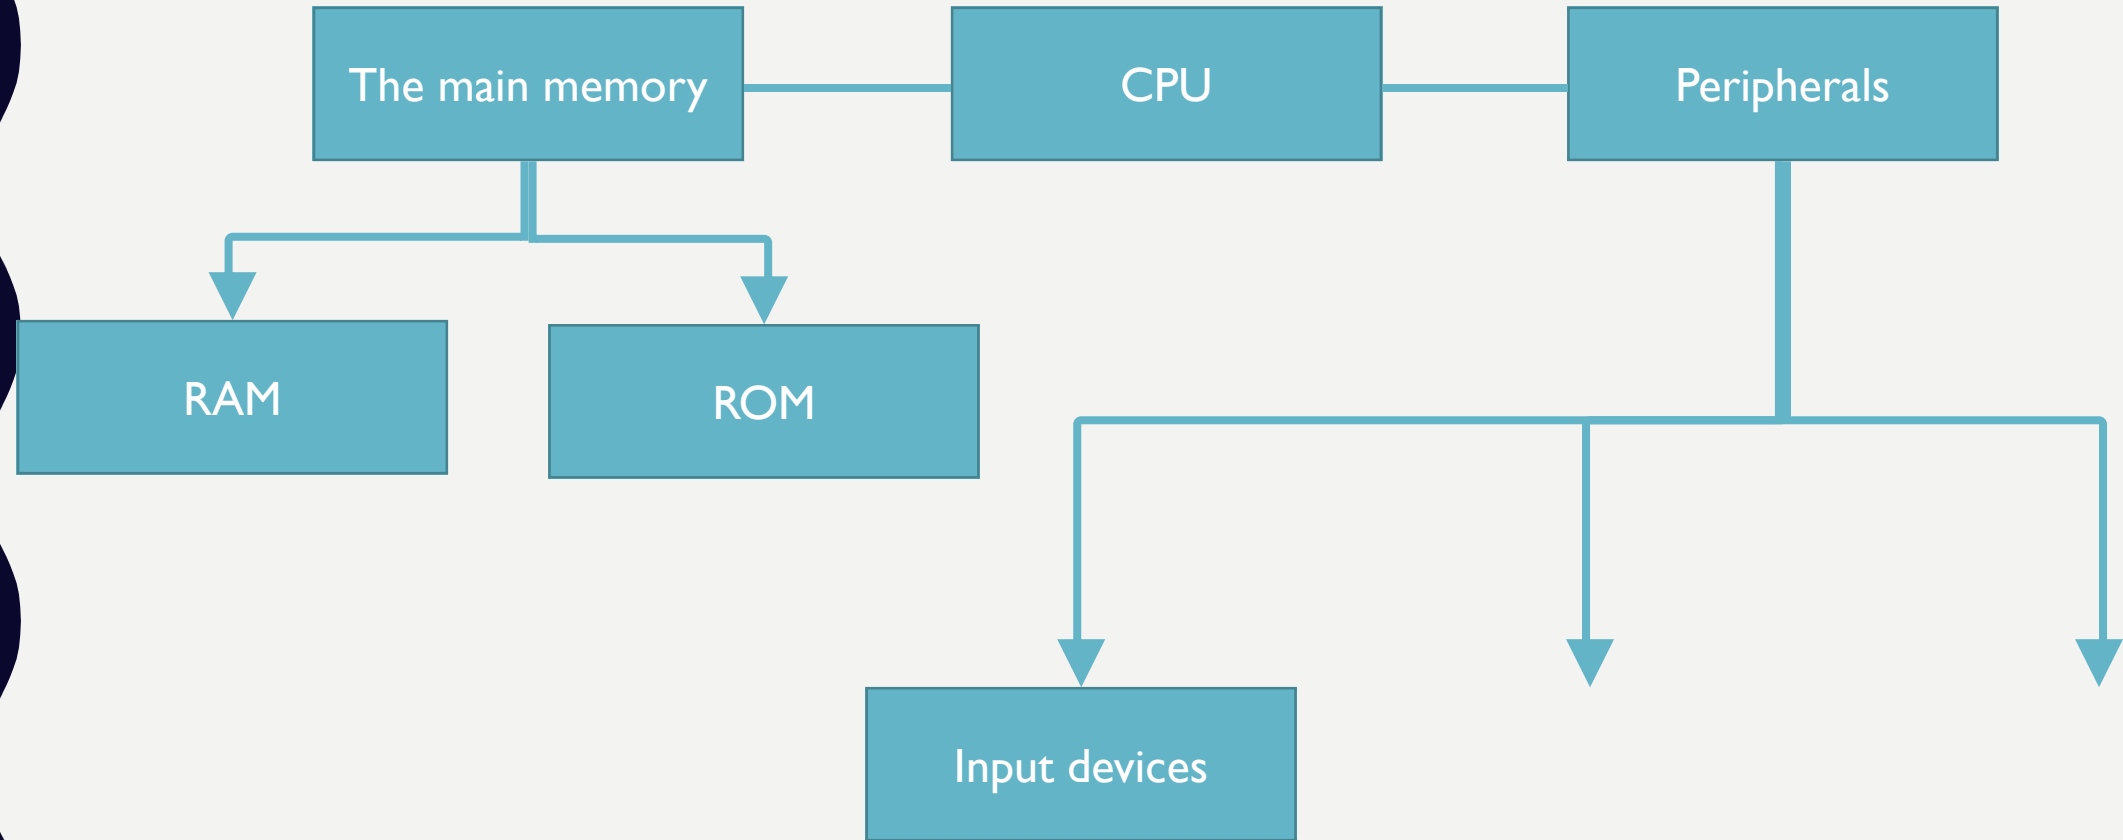 The main memory
CPU
Peripherals
RAM
ROM
Input devices